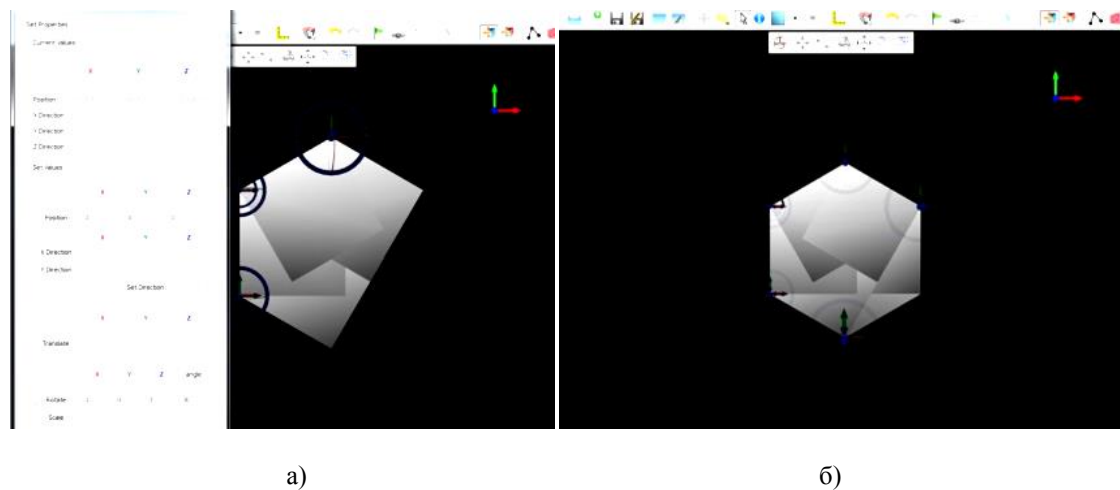 Set Properties
Current Values
X Y Z
Position
X Direction
Y Direction
Z Direction
Set Values
X Y Z
Position
X Y Z
X Direction
Y Direction
Set Direction
X Y Z
Translate
X Y Z angle
Rotate
Scale
а) б)